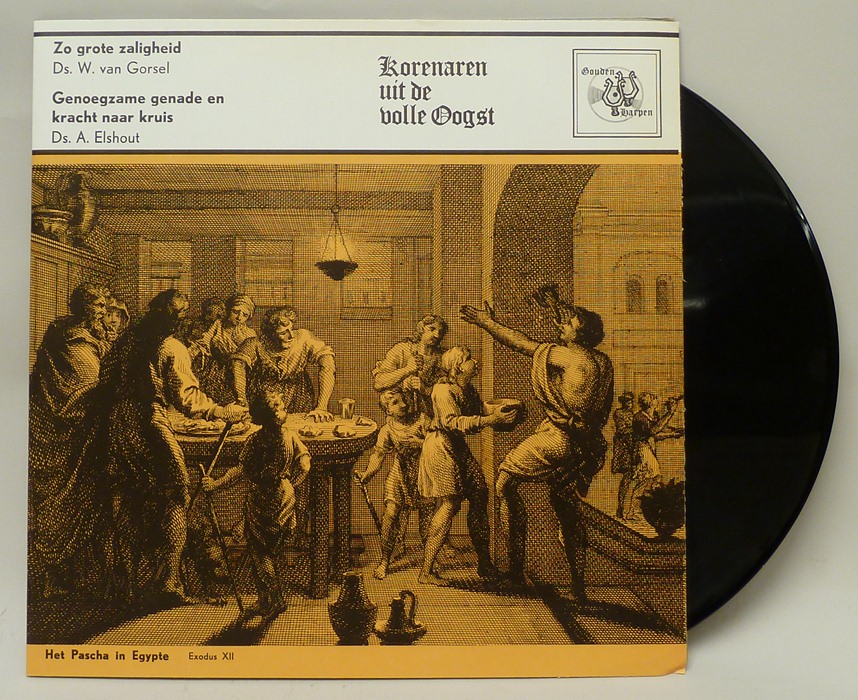 Zo grote zaligheid
Ds. W. van Gorsel
Genoegzame genade en
kracht naar kruis
Ds. A. Elshout
Korenaren
uit de
volle Oogst
Gouden
Harpen
Het Pascha in Egypte Exodus XII